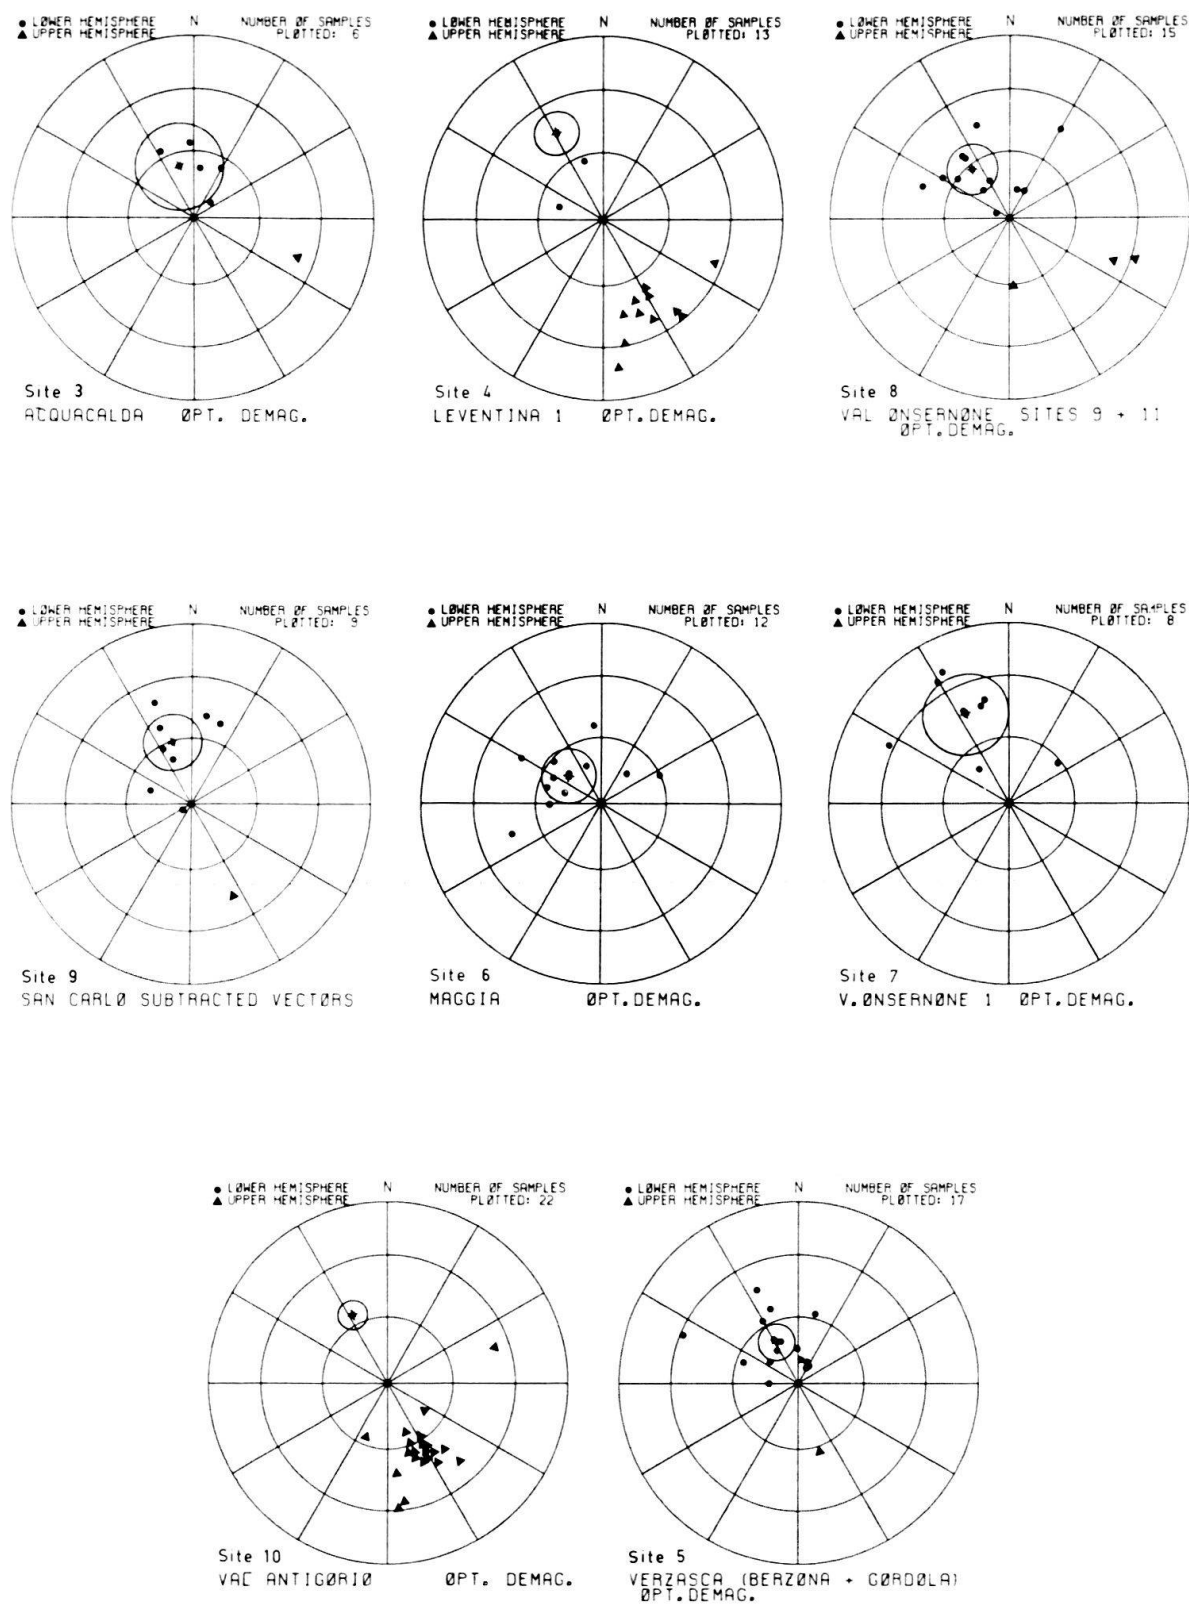 ● LØWER HEMISPHERE N NUMBER ØF SAMPLES
▲ UPPER HEMISPHERE PLØTTED: 6
Site 3
ACQUACALDA ØPT. DEMAG.
● LØWER HEMISPHERE N NUMBER ØF SAMPLES
▲ UPPER HEMISPHERE PLØTTED: 13
Site 4
LEVENTINA 1 ØPT.DEMAG.
● LØWER HEMISPHERE N NUMBER ØF SAMPLES
▲ UPPER HEMISPHERE PLØTTED: 15
Site 8
VAL ØNSERNØNE SITES 9 + 11
ØPT.DEMAG.
● LØWER HEMISPHERE N NUMBER ØF SAMPLES
▲ UPPER HEMISPHERE PLØTTED: 9
Site 9
SAN CARLØ SUBTRACTED VECTØRS
● LØWER HEMISPHERE N NUMBER ØF SAMPLES
▲ UPPER HEMISPHERE PLØTTED: 12
Site 6
MAGGIA ØPT.DEMAG.
● LØWER HEMISPHERE N NUMBER ØF SAMPLES
▲ UPPER HEMISPHERE PLØTTED: 8
Site 7
V.ØNSERNØNE 1 ØPT.DEMAG.
● LØWER HEMISPHERE N NUMBER ØF SAMPLES
▲ UPPER HEMISPHERE PLØTTED: 22
Site 10
VAC ANTIGØRIØ ØPT. DEMAG.
● LØWER HEMISPHERE N NUMBER ØF SAMPLES
▲ UPPER HEMISPHERE PLØTTED: 17
Site 5
VERZASCA (BERZØNA + GØRDØLA)
ØPT.DEMAG.